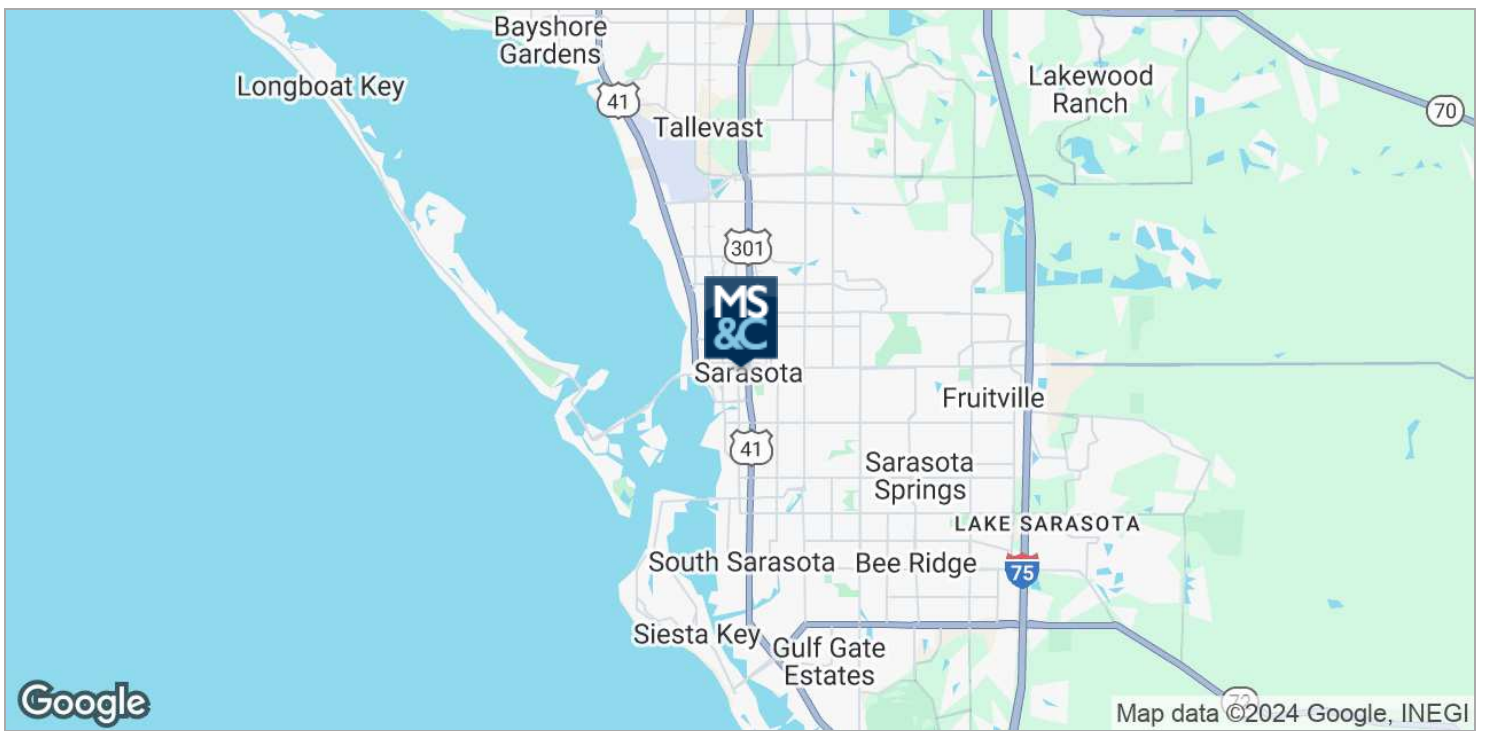 Bayshore
Gardens
Longboat Key
41
Lakewood
Ranch
70
Tallevast
301
MS
&C
Sarasota
Fruitville
41
Sarasota
Springs
LAKE SARASOTA
South Sarasota
Bee Ridge
75
Siesta Key
Gulf Gate
Estates
72
Google
Map data ©2024 Google, INEGI